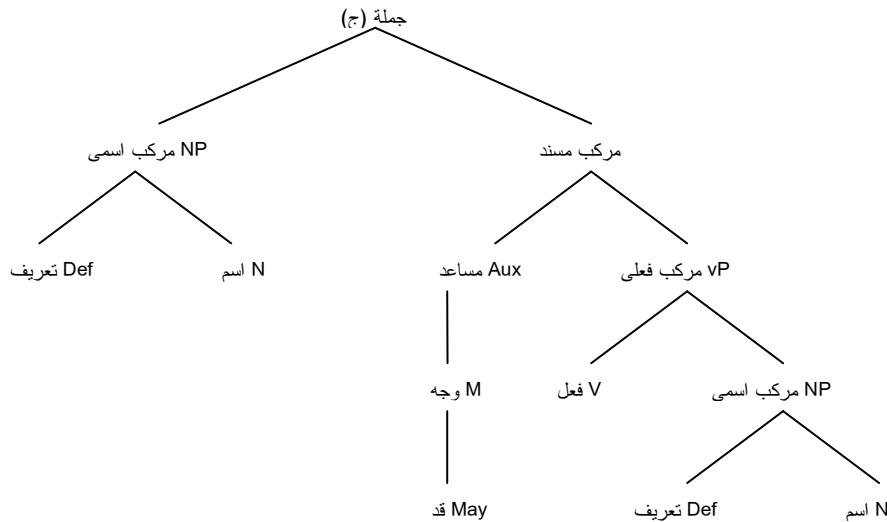 جملة (ج)
NP مركب اسمى
مركب مسند
Def تعريف
N اسم
Aux مساعد
vP مركب فعلى
M وجه
V فعل
NP مركب اسمى
May قد
Def تعريف
N اسم